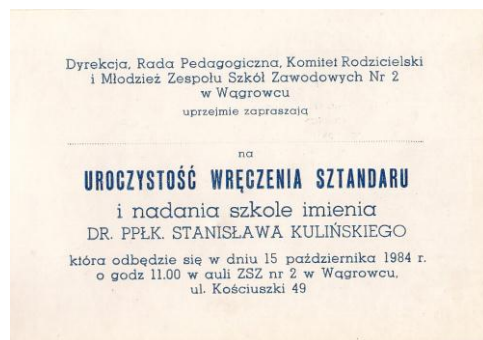 Dyrekcja, Rada Pedagogiczna, Komitet Rodzicielski
i Młodzież Zespołu Szkół Zawodowych Nr 2
w Wągrowcu
uprzejmie zapraszają
na
UROCZYSTOŚĆ WRĘCZENIA SZTANDARU
i nadania szkole imienia
DR. PPŁK. STANISŁAWA KULIŃSKIEGO
która odbędzie się w dniu 15 października 1984 r.
o godz 11.00 w auli ZSZ nr 2 w Wągrowcu,
ul. Kościuszki 49